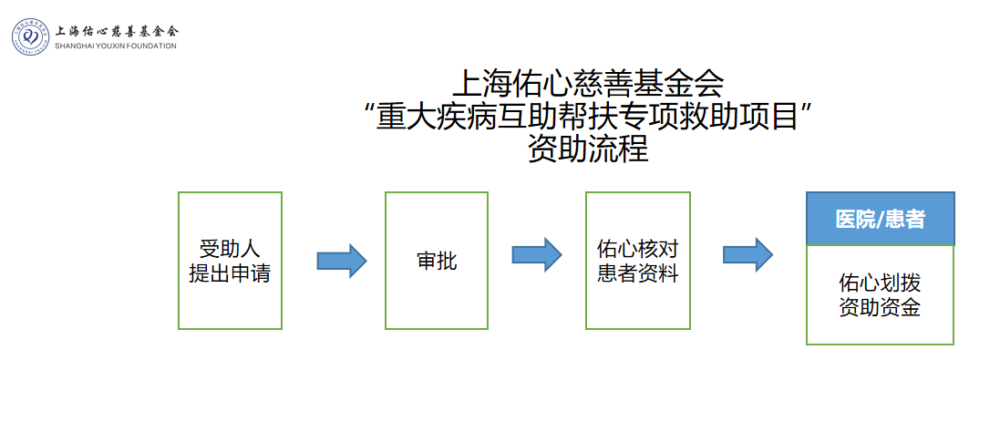 上海佑心慈善基金会
SHANGHAI YOUXIN FOUNDATION
上海佑心慈善基金会
“重大疾病互助帮扶专项救助项目”
资助流程
受助人
提出申请
审批
佑心核对
患者资料
医院/患者
佑心划拨
资助资金